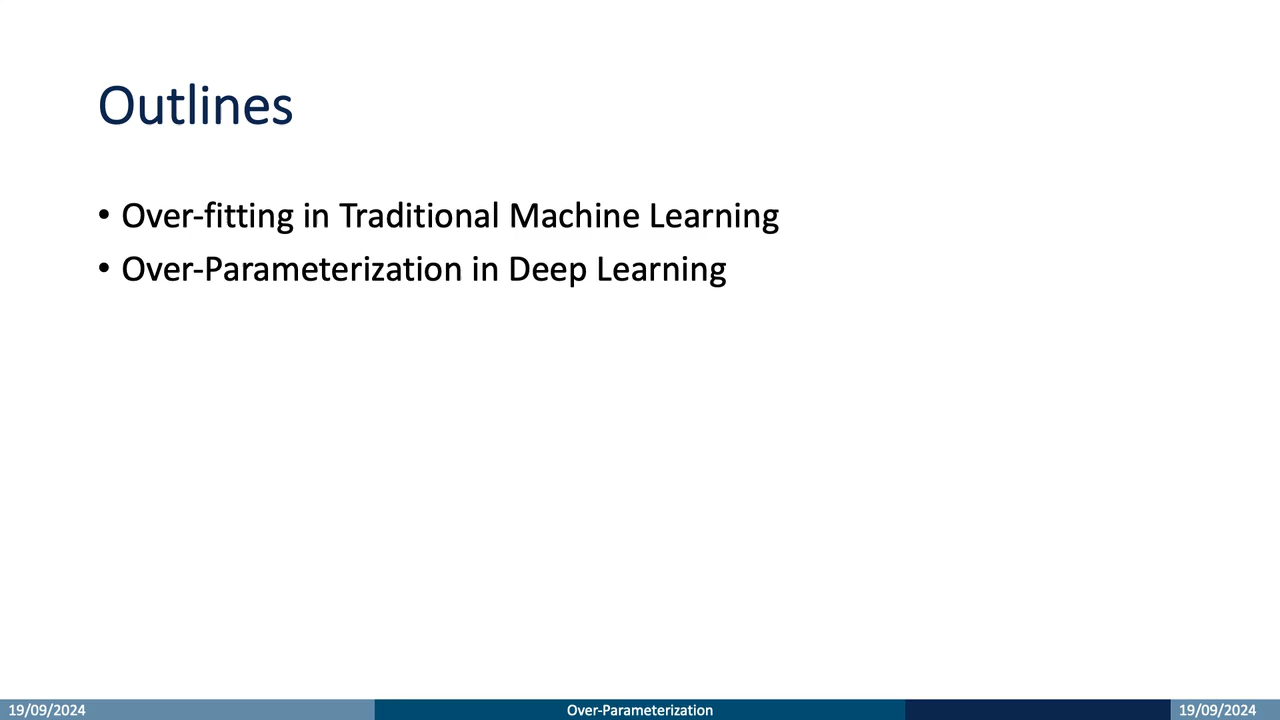 Outlines
• Over-fitting in Traditional Machine Learning
• Over-Parameterization in Deep Learning
19/09/2024 Over-Parameterization 19/09/2024